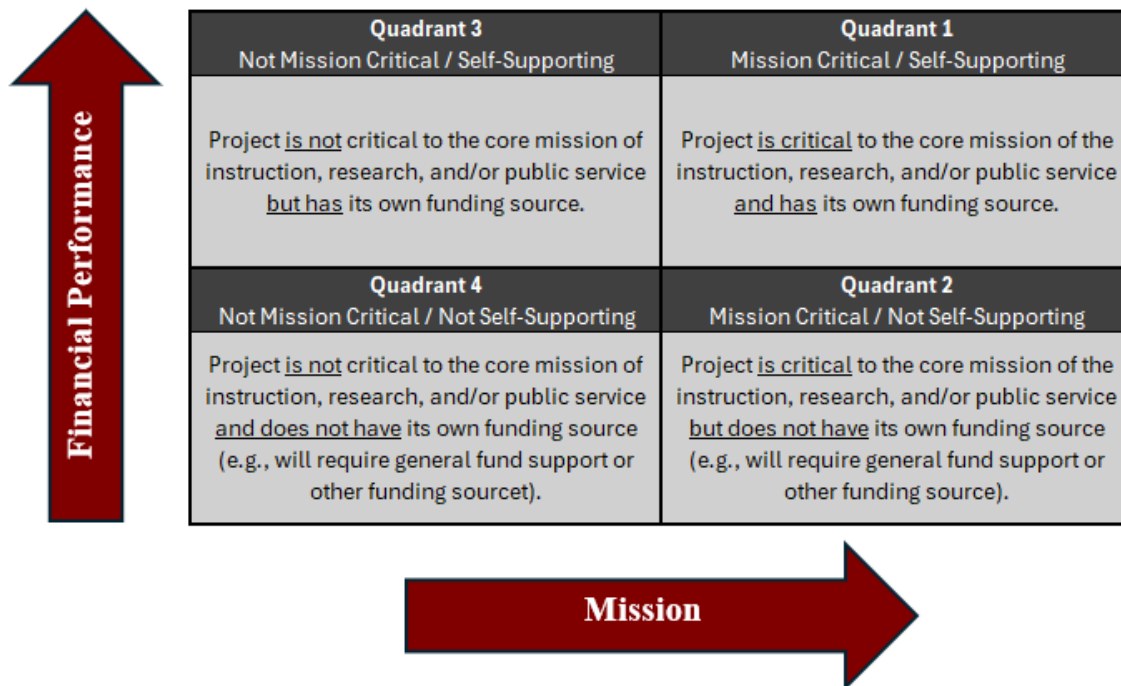 Financial Performance
Quadrant 3
Not Mission Critical / Self-Supporting
Project is not critical to the core mission of
instruction, research, and/or public service
but has its own funding source.
Quadrant 1
Mission Critical / Self-Supporting
Project is critical to the core mission of the
instruction, research, and/or public service
and has its own funding source.
Quadrant 4
Not Mission Critical / Not Self-Supporting
Project is not critical to the core mission of
instruction, research, and/or public service
and does not have its own funding source
(e.g., will require general fund support or
other funding sourcet).
Quadrant 2
Mission Critical / Not Self-Supporting
Project is critical to the core mission of the
instruction, research, and/or public service
but does not have its own funding source
(e.g., will require general fund support or
other funding source).
Mission